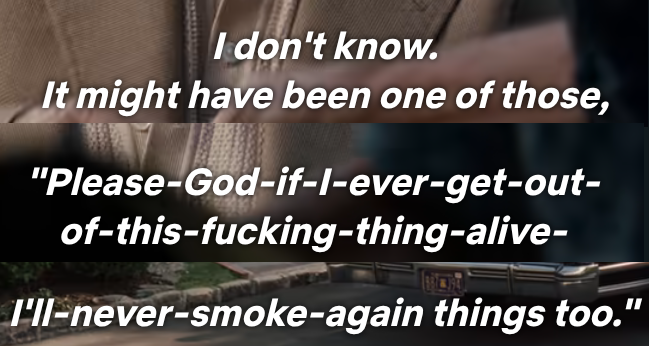 I don't know.
It might have been one of those,
"Please-God-if-I-ever-get-out-
of-this-fucking-thing-alive-
I'll-never-smoke-again things too."